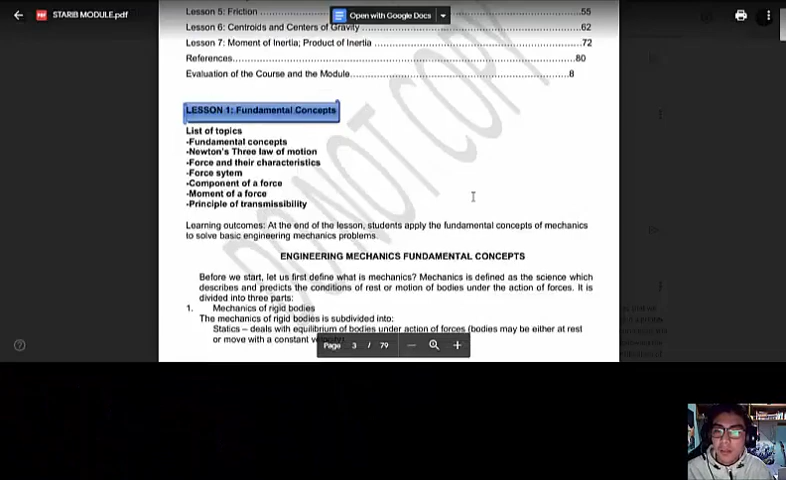 STARIB MODULE.pdf
Open with Google Docs
Lesson 5: Friction ........................................55
Lesson 6: Centroids and Centers of Gravity ........................................62
Lesson 7: Moment of Inertia; Product of Inertia ........................................72
References........................................80
Evaluation of the Course and the Module........................................8
LESSON 1: Fundamental Concepts
List of topics
-Fundamental concepts
-Newton's Three law of motion
-Force and their characteristics
-Force sytem
-Component of a force
-Moment of a force
-Principle of transmissibility
Learning outcomes: At the end of the lesson, students apply the fundamental concepts of mechanics
to solve basic engineering mechanics problems.
ENGINEERING MECHANICS FUNDAMENTAL CONCEPTS
Before we start, let us first define what is mechanics? Mechanics is defined as the science which
describes and predicts the conditions of rest or motion of bodies under the action of forces. It is
divided into three parts:
1. Mechanics of rigid bodies
The mechanics of rigid bodies is subdivided into:
Statics – deals with equilibrium of bodies under action of forces (bodies may be either at rest
or move with a constant
Page 3 / 79
DO NOT COPY